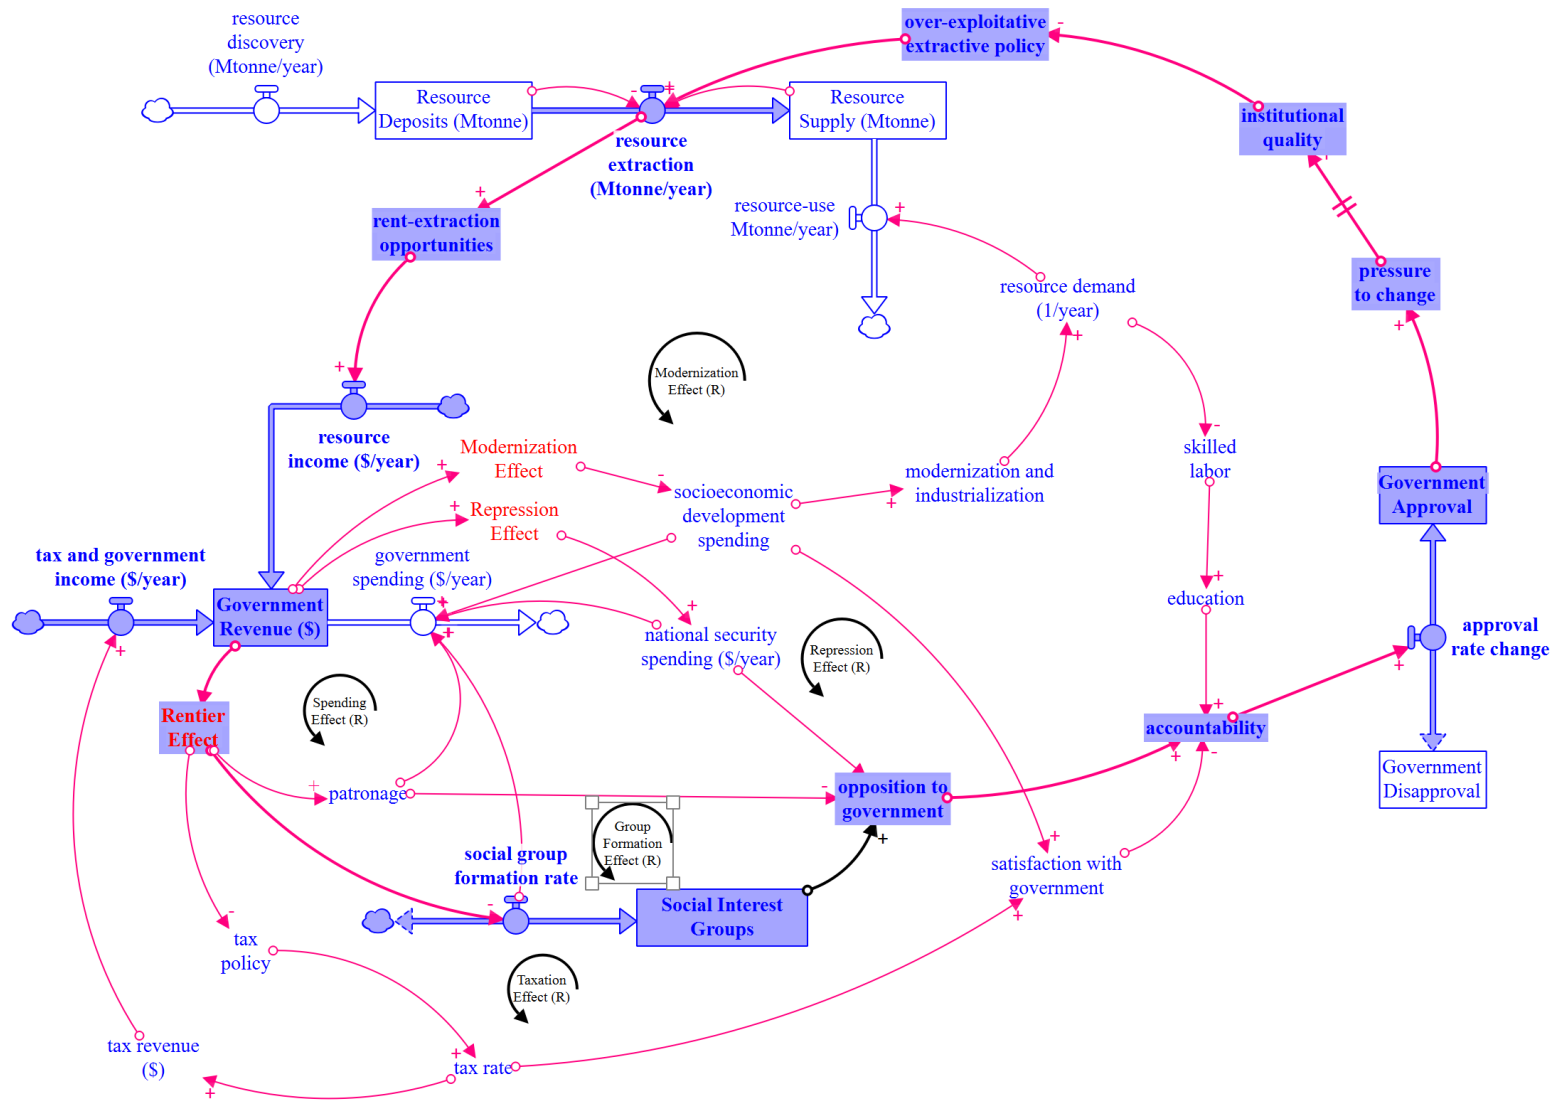 resource
discovery
(Mtonne/year)
over-exploitative
extractive policy
-
Resource
Deposits (Mtonne)
-
+
Resource
Supply (Mtonne)
institutional
quality
+
resource
extraction
(Mtonne/year)
+
rent-extraction
opportunities
resource-use
Mtonne/year)
+
pressure
to change
+
resource demand
(1/year)
+
Modernization
Effect (R)
+
resource
income ($/year)
-
skilled
labor
Modernization
Effect
+
-
socioeconomic
development
spending
modernization and
industrialization
+
Government
Approval
Repression
Effect
+
tax and government
income ($/year)
government
spending ($/year)
+
+
education
+
Government
Revenue ($)
+
+
national security
spending ($/year)
Repression
Effect (R)
approval
rate change
+
+
Spending
Effect (R)
Rentier
Effect
accountability
+
+
-
Government
Disapproval
+
patronage
-
opposition to
government
+
Group
Formation
Effect (R)
social group
formation rate
+
satisfaction with
government
+
-
Social Interest
Groups
-
tax
policy
Taxation
Effect (R)
tax revenue
($)
+
tax rate
+